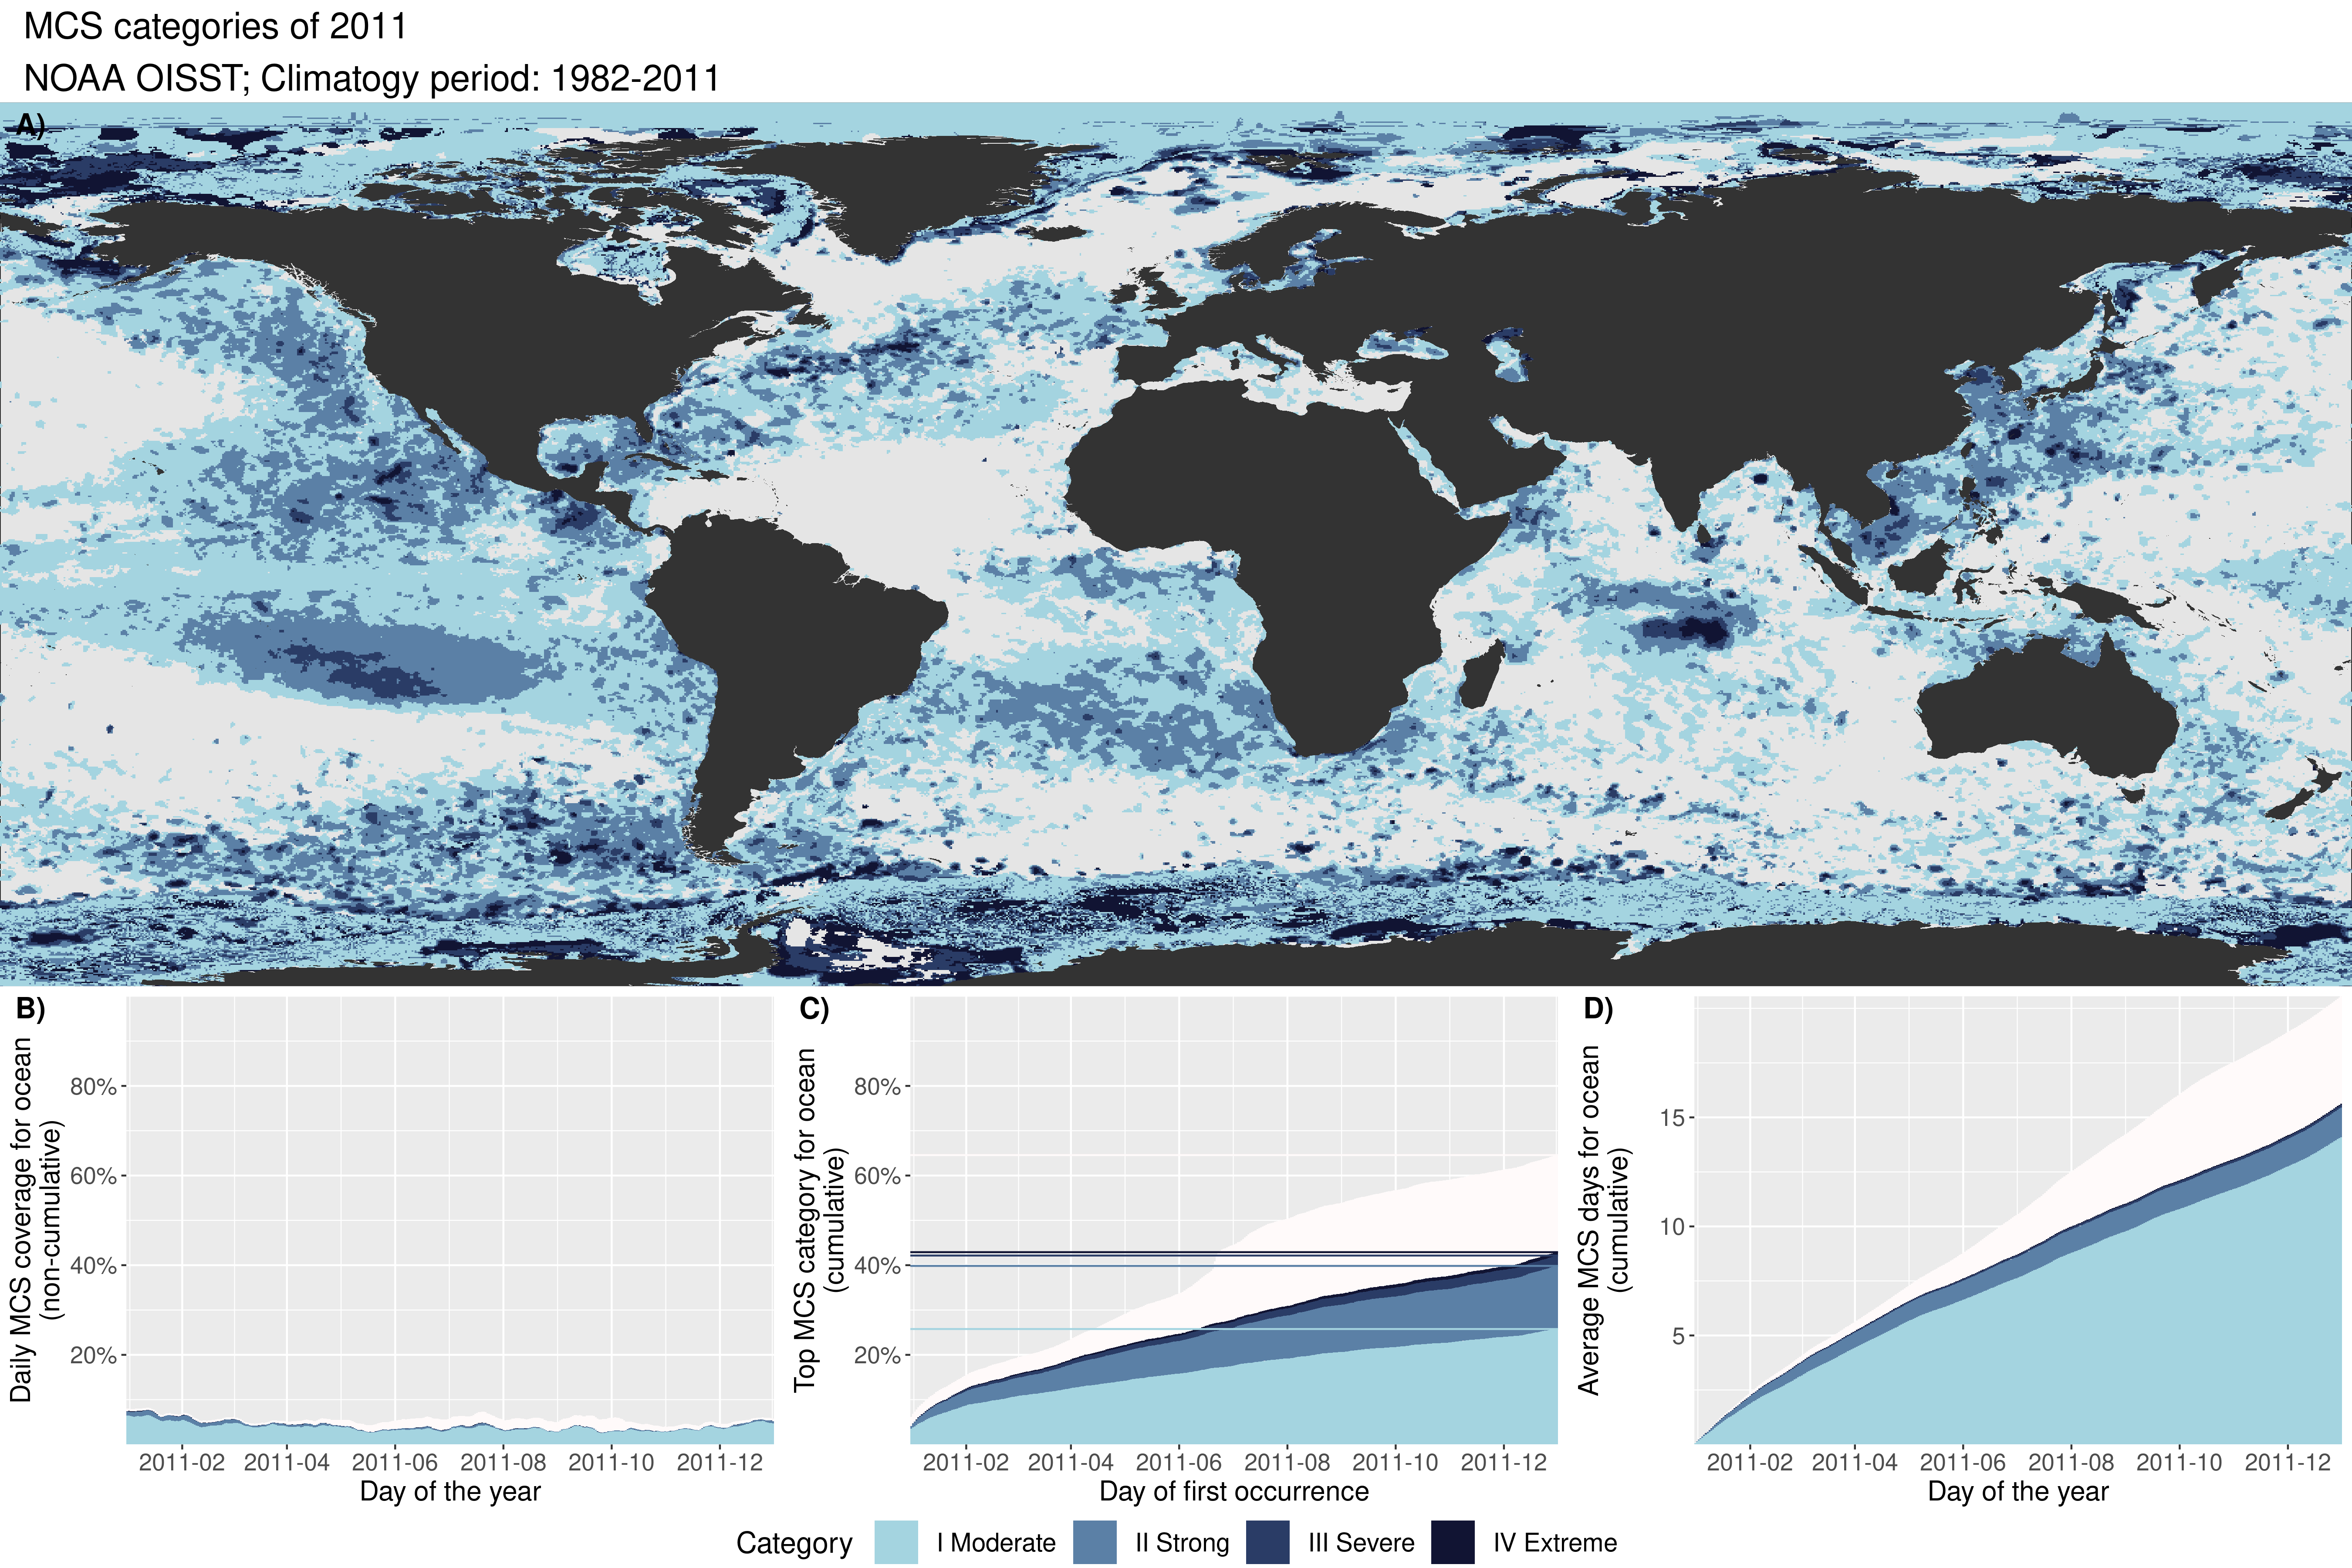 MCS categories of 2011
NOAA OISST; Climatogy period: 1982-2011
A)
B)
Daily MCS coverage for ocean
(non-cumulative)
80%
60%
40%
20%
2011-02 2011-04 2011-06 2011-08 2011-10 2011-12
Day of the year
C)
Top MCS category for ocean
(cumulative)
80%
60%
40%
20%
2011-02 2011-04 2011-06 2011-08 2011-10 2011-12
Day of first occurrence
D)
Average MCS days for ocean
(cumulative)
15
10
5
2011-02 2011-04 2011-06 2011-08 2011-10 2011-12
Day of the year
Category I Moderate II Strong III Severe IV Extreme